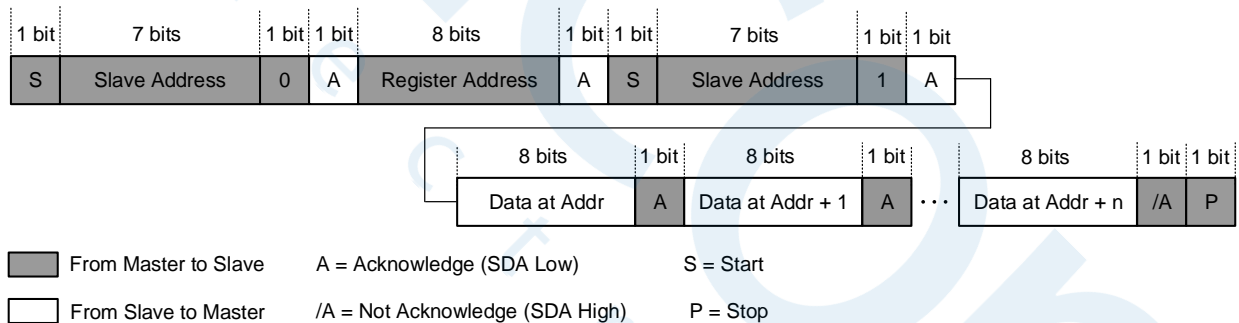 1 bit 7 bits 1 bit 1 bit 8 bits 1 bit 1 bit 7 bits 1 bit 1 bit
S Slave Address 0 A Register Address A S Slave Address 1 A
8 bits 1 bit 8 bits 1 bit 8 bits 1 bit 1 bit
Data at Addr A Data at Addr + 1 A ··· Data at Addr + n /A P
From Master to Slave A = Acknowledge (SDA Low) S = Start
From Slave to Master /A = Not Acknowledge (SDA High) P = Stop